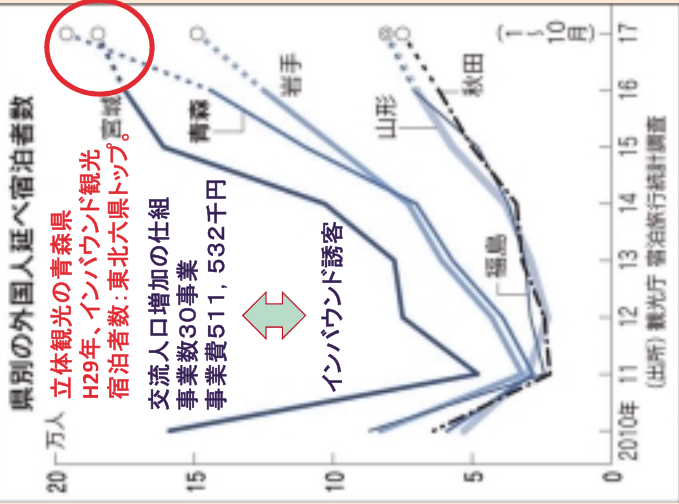 県別の外国人延べ宿泊者数
立体観光の青森県
H29年、インバウンド観光
宿泊者数:東北六県トップ。
交流人口増加の仕組
事業数30事業
事業費511,532千円
インバウンド誘客
20
万人
15
10
5
0
宮城
青森
岩手
山形
秋田
福島
2010年
11
12
13
14
15
16
17
(1~10月)
(出所)観光庁 宿泊旅行統計調査